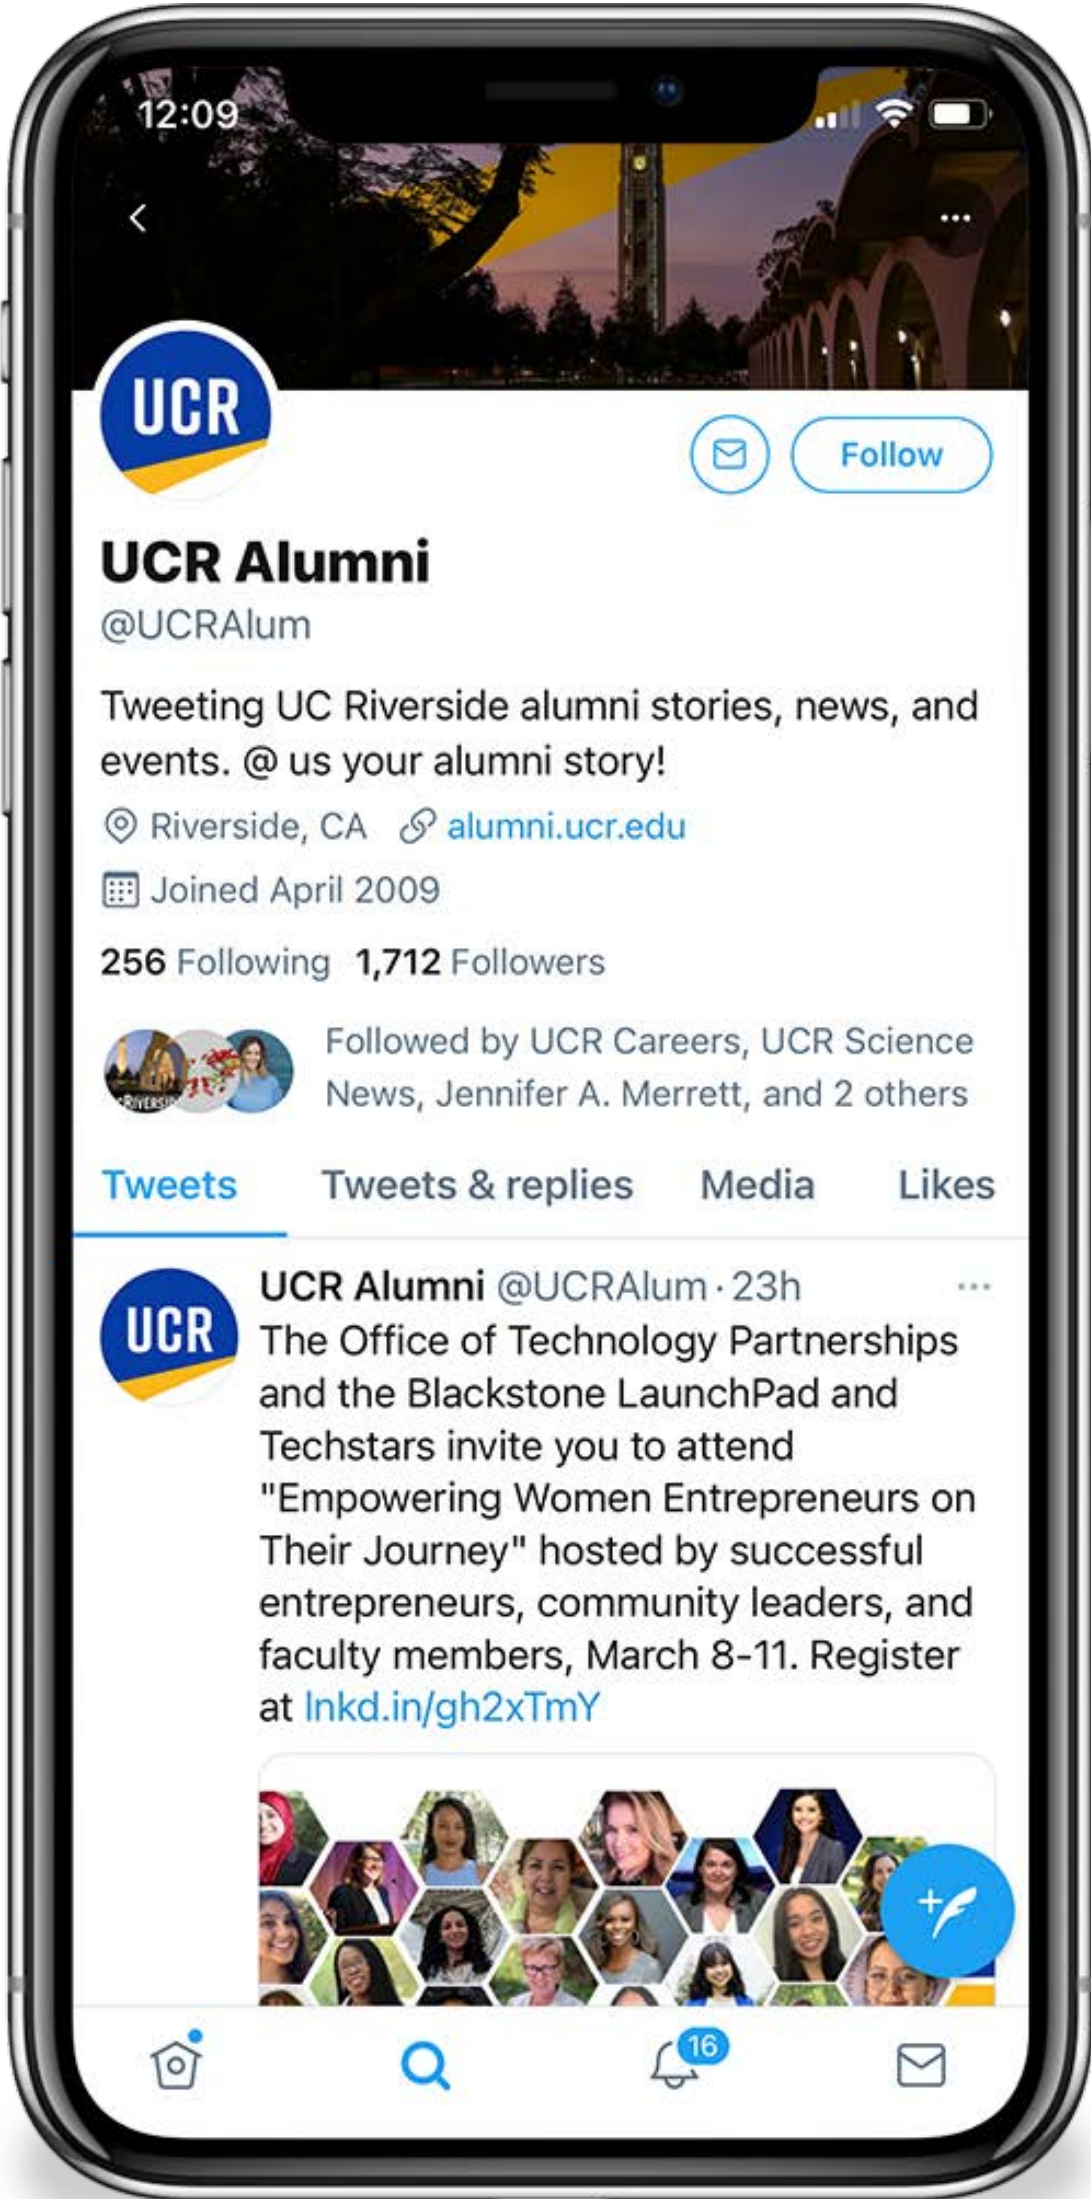 12:09
UCR
Follow
UCR Alumni
@UCRAlum
Tweeting UC Riverside alumni stories, news, and
events. @ us your alumni story!
Riverside, CA alumni.ucr.edu
Joined April 2009
256 Following 1,712 Followers
RIVERSI
Followed by UCR Careers, UCR Science
News, Jennifer A. Merrett, and 2 others
Tweets Tweets & replies Media Likes
UCR
UCR Alumni @UCRAlum · 23h
The Office of Technology Partnerships
and the Blackstone LaunchPad and
Techstars invite you to attend
"Empowering Women Entrepreneurs on
Their Journey" hosted by successful
entrepreneurs, community leaders, and
faculty members, March 8-11. Register
at lnkd.in/gh2xTmY
16